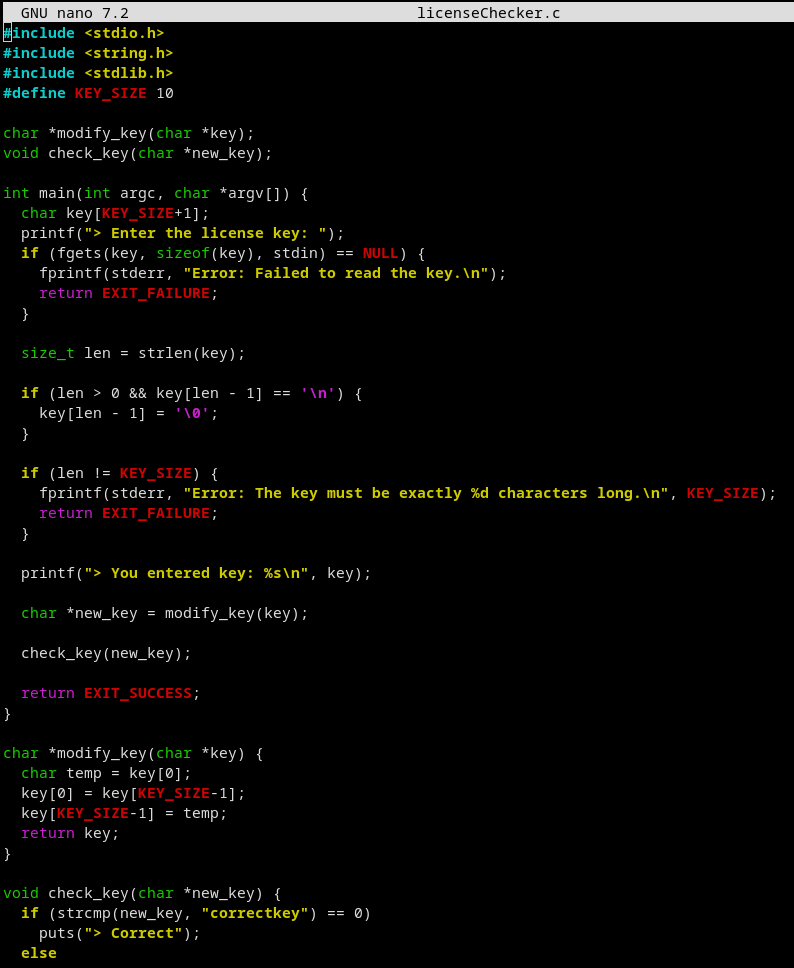 GNU nano 7.2 licenseChecker.c
#include <stdio.h>
#include <string.h>
#include <stdlib.h>
#define KEY_SIZE 10
char *modify_key(char *key);
void check_key(char *new_key);
int main(int argc, char *argv[]) {
  char key[KEY_SIZE+1];
  printf("> Enter the license key: ");
  if (fgets(key, sizeof(key), stdin) == NULL) {
    fprintf(stderr, "Error: Failed to read the key.\n");
    return EXIT_FAILURE;
  }
  size_t len = strlen(key);
  if (len > 0 && key[len - 1] == '\n') {
    key[len - 1] = '\0';
  }
  if (len != KEY_SIZE) {
    fprintf(stderr, "Error: The key must be exactly %d characters long.\n", KEY_SIZE);
    return EXIT_FAILURE;
  }
  printf("> You entered key: %s\n", key);
  char *new_key = modify_key(key);
  check_key(new_key);
  return EXIT_SUCCESS;
}
char *modify_key(char *key) {
  char temp = key[0];
  key[0] = key[KEY_SIZE-1];
  key[KEY_SIZE-1] = temp;
  return key;
}
void check_key(char *new_key) {
  if (strcmp(new_key, "correctkey") == 0)
    puts("> Correct");
  else